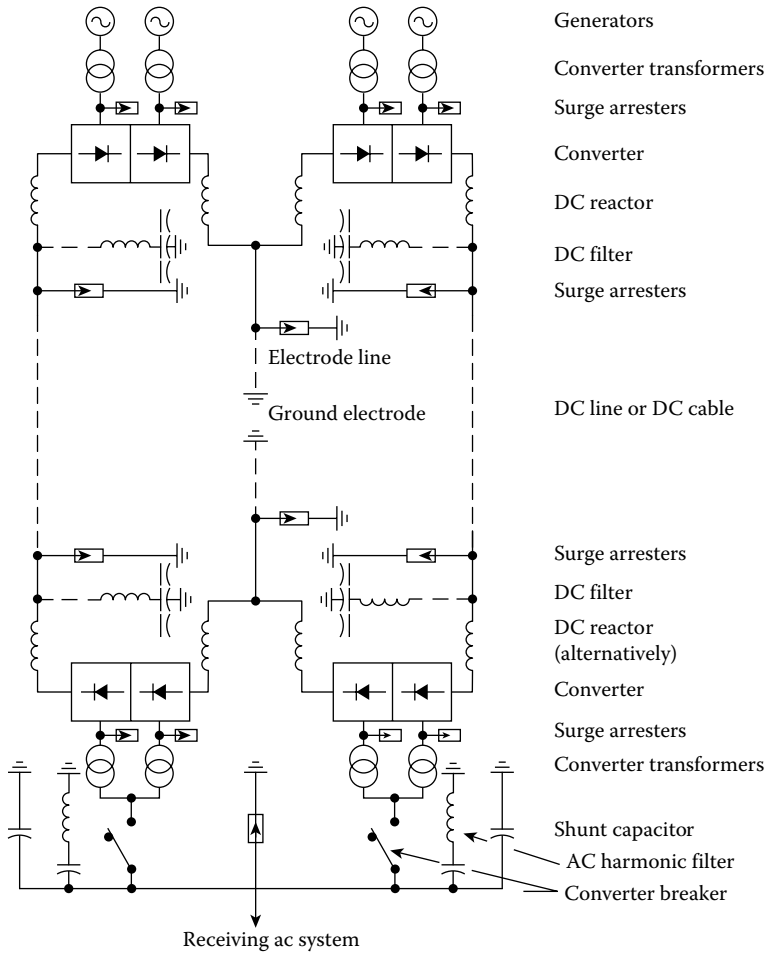 Generators
Converter transformers
Surge arresters
Converter
DC reactor
DC filter
Surge arresters
Electrode line
Ground electrode
DC line or DC cable
Surge arresters
DC filter
DC reactor
(alternatively)
Converter
Surge arresters
Converter transformers
Shunt capacitor
AC harmonic filter
Converter breaker
Receiving ac system